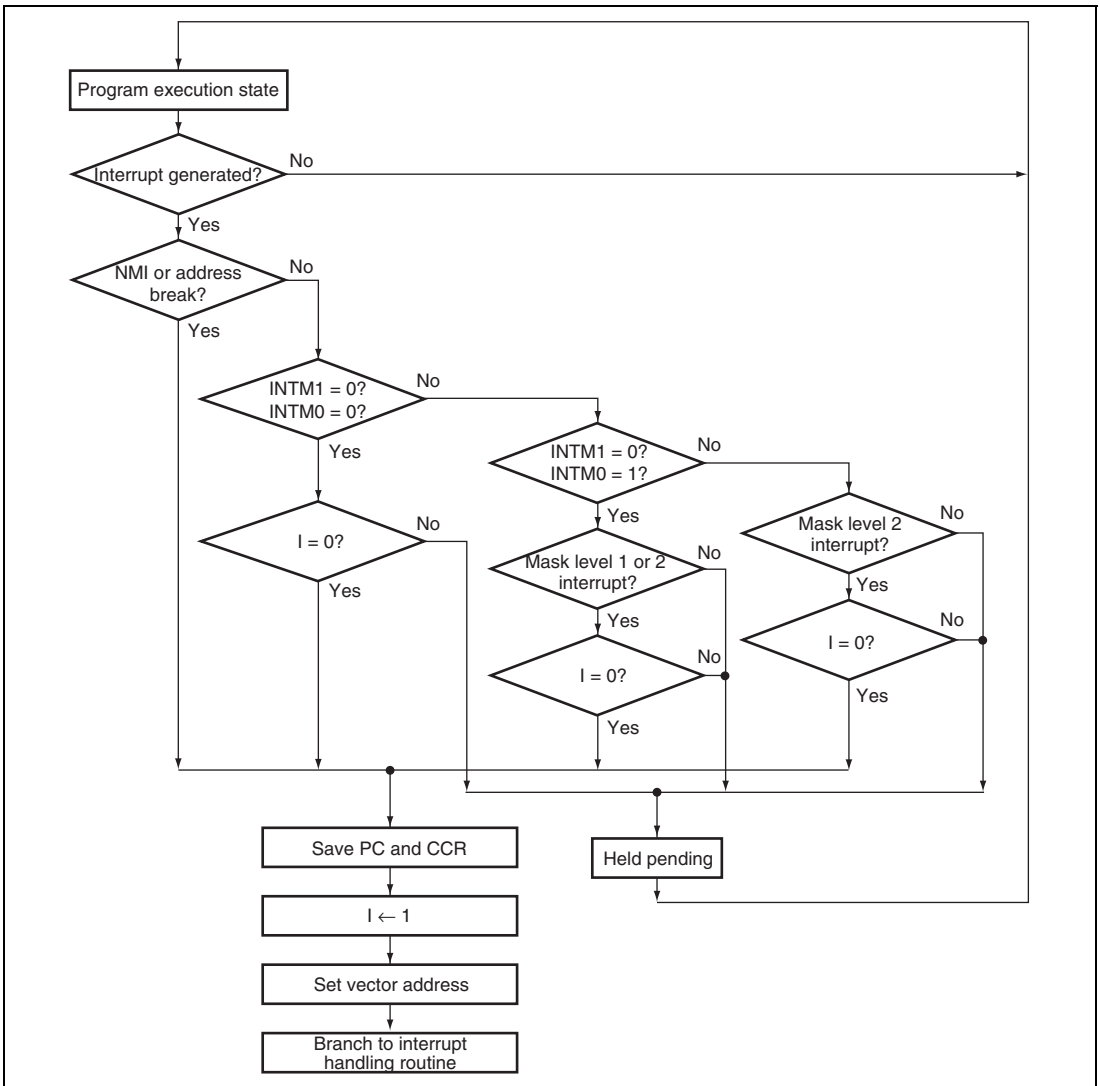 Program execution state
Interrupt generated?
No
Yes
NMI or address
break?
No
Yes
INTM1 = 0?
INTM0 = 0?
No
Yes
INTM1 = 0?
INTM0 = 1?
No
Yes
I = 0?
No
Yes
Mask level 1 or 2
interrupt?
No
Yes
I = 0?
No
Yes
Mask level 2
interrupt?
No
Yes
I = 0?
No
Yes
Save PC and CCR
Held pending
I ← 1
Set vector address
Branch to interrupt
handling routine